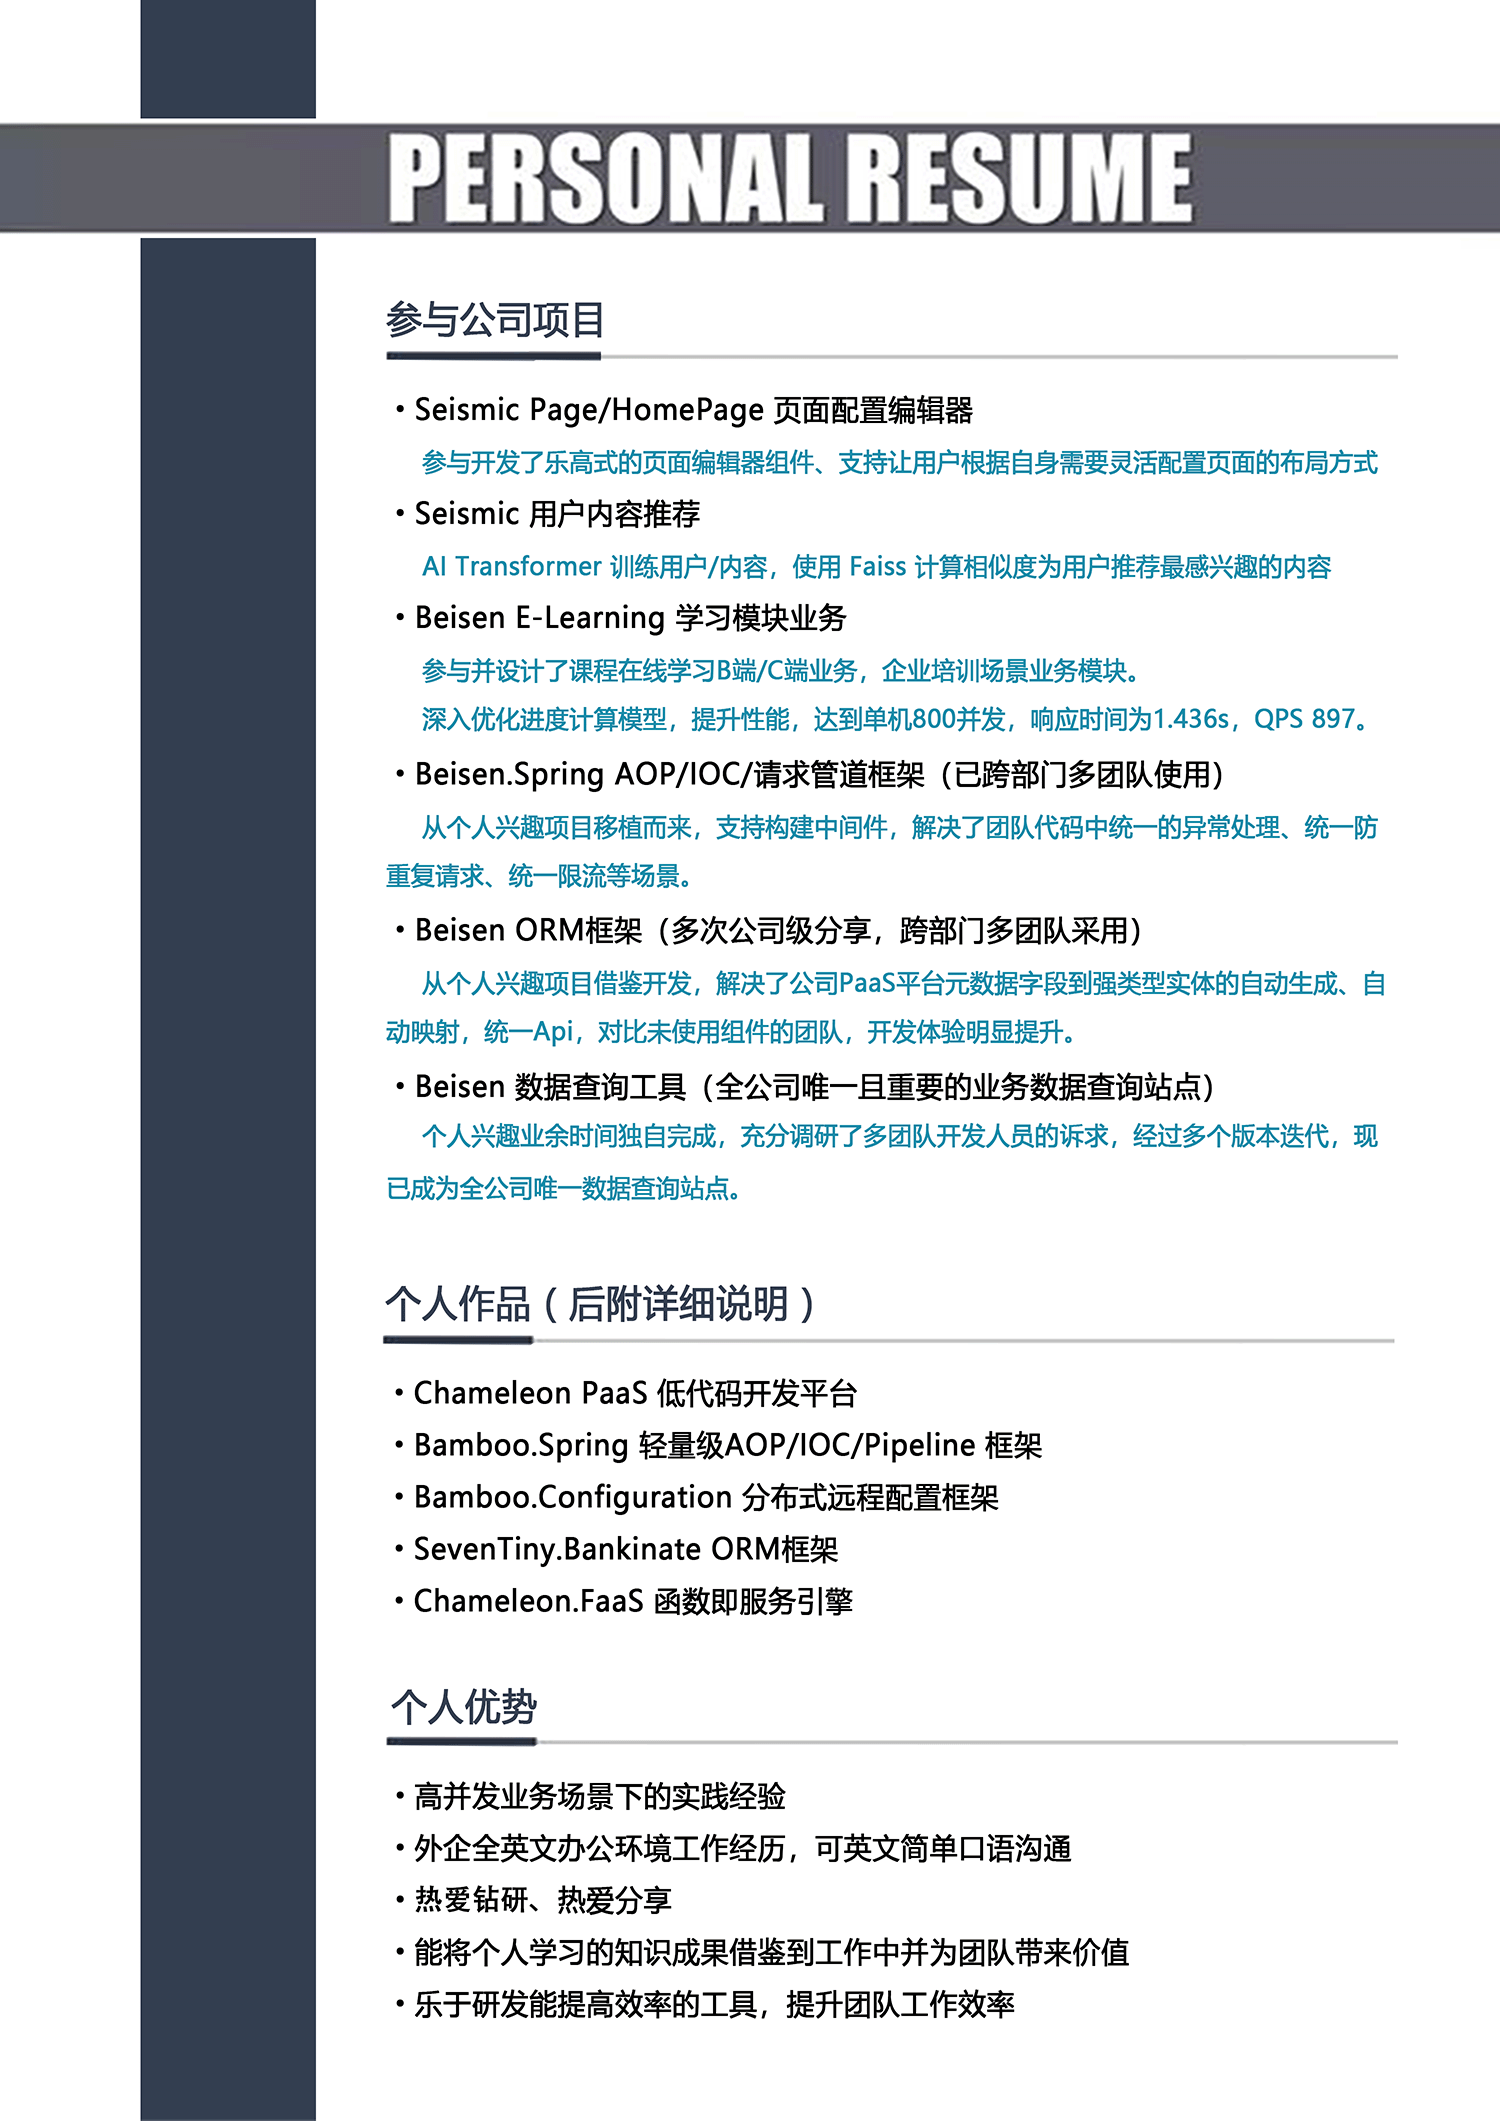 PERSONAL RESUME
参与公司项目
·Seismic Page/HomePage 页面配置编辑器
参与开发了乐高式的页面编辑器组件、支持让用户根据自身需要灵活配置页面的布局方式
·Seismic 用户内容推荐
AI Transformer 训练用户/内容，使用 Faiss 计算相似度为用户推荐最感兴趣的内容
·Beisen E-Learning 学习模块业务
参与并设计了课程在线学习B端/C端业务，企业培训场景业务模块。
深入优化进度计算模型，提升性能，达到单机800并发，响应时间为1.436s，QPS 897。
·Beisen.Spring AOP/IOC/请求管道框架（已跨部门多团队使用）
从个人兴趣项目移植而来，支持构建中间件，解决了团队代码中统一的异常处理、统一防
重复请求、统一限流等场景。
·Beisen ORM框架（多次公司级分享，跨部门多团队采用）
从个人兴趣项目借鉴开发，解决了公司PaaS平台元数据字段到强类型实体的自动生成、自
动映射，统一Api，对比未使用组件的团队，开发体验明显提升。
·Beisen 数据查询工具（全公司唯一且重要的业务数据查询站点）
个人兴趣业余时间独自完成，充分调研了多团队开发人员的诉求，经过多个版本迭代，现
已成为全公司唯一数据查询站点。
个人作品（后附详细说明）
·Chameleon PaaS 低代码开发平台
·Bamboo.Spring 轻量级AOP/IOC/Pipeline 框架
·Bamboo.Configuration 分布式远程配置框架
·SevenTiny.Bankinate ORM框架
·Chameleon.FaaS 函数即服务引擎
个人优势
·高并发业务场景下的实践经验
·外企全英文办公环境工作经历，可英文简单口语沟通
·热爱钻研、热爱分享
·能将个人学习的知识成果借鉴到工作中并为团队带来价值
·乐于研发能提高效率的工具，提升团队工作效率